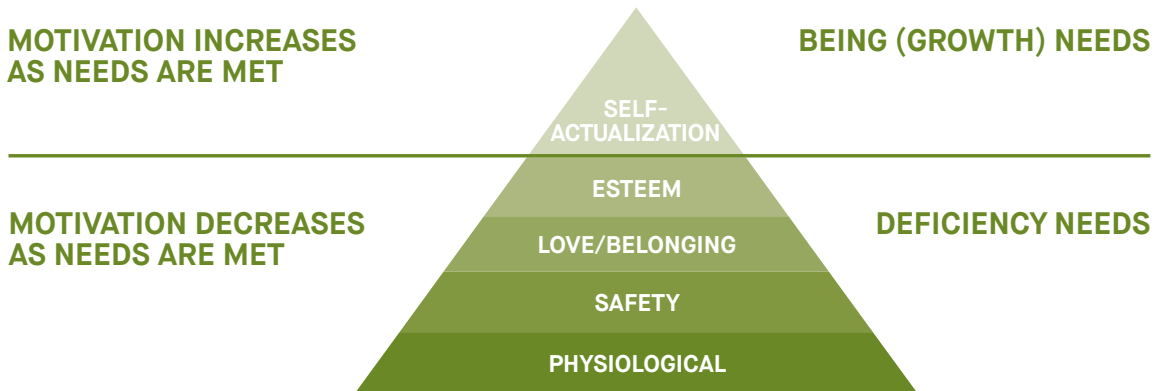 MOTIVATION INCREASES
AS NEEDS ARE MET
BEING (GROWTH) NEEDS
SELF-
ACTUALIZATION
ESTEEM
MOTIVATION DECREASES
AS NEEDS ARE MET
DEFICIENCY NEEDS
LOVE/BELONGING
SAFETY
PHYSIOLOGICAL